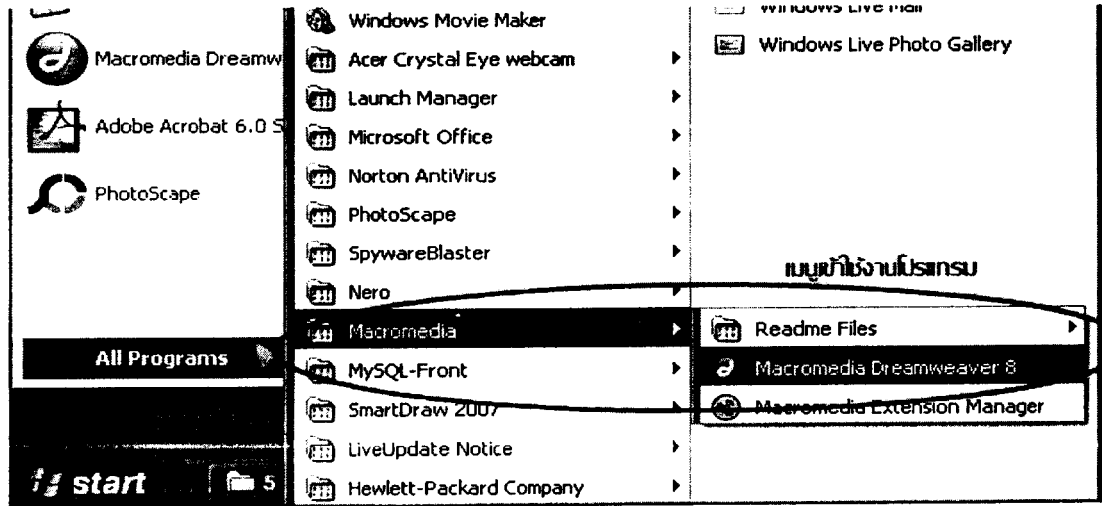 Macromedia Dreamw
Adobe Acrobat 6.0 S
PhotoScape
All Programs
start
5
Windows Movie Maker
Acer Crystal Eye webcam
Launch Manager
Microsoft Office
Norton AntiVirus
PhotoScape
SpywareBlaster
Nero
Macromedia
MySQL-Front
SmartDraw 2007
LiveUpdate Notice
Hewlett-Packard Company
Windows Live Mail
Windows Live Photo Gallery
เมนูเข้าใช้งานโปรแกรม
Readme Files
Macromedia Dreamweaver 8
Macromedia Extension Manager